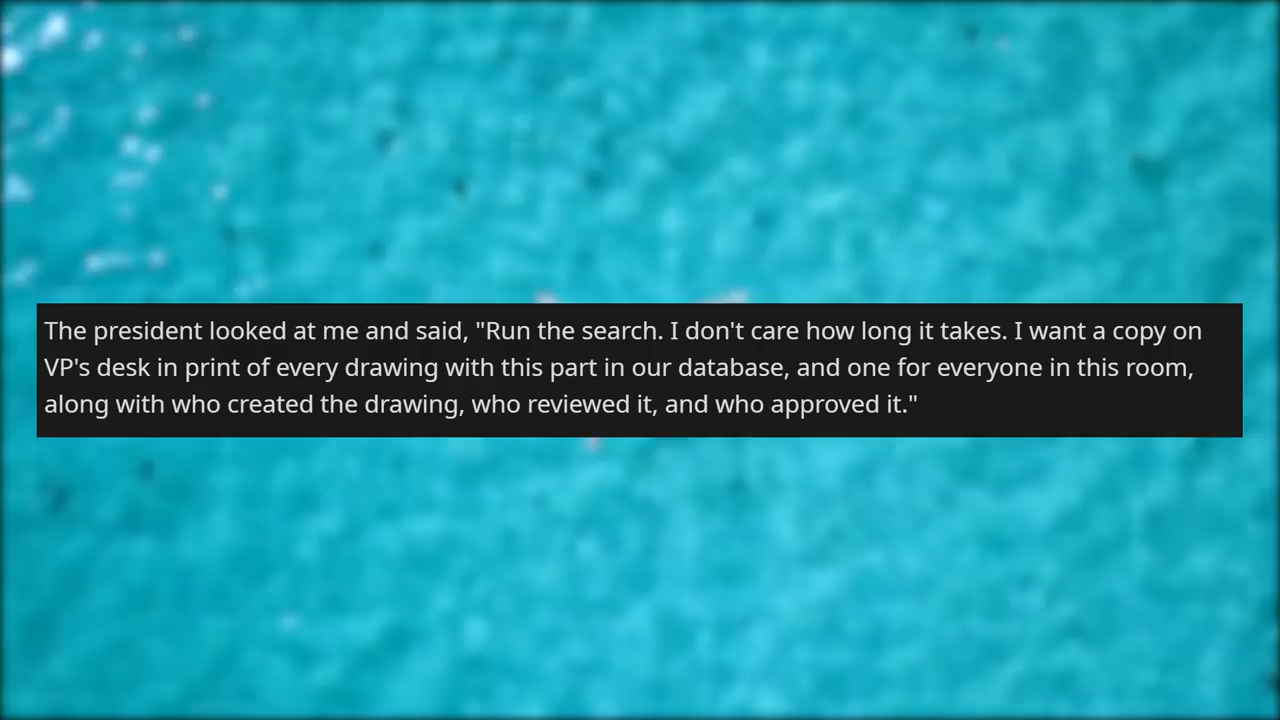 The president looked at me and said, "Run the search. I don't care how long it takes. I want a copy on
VP's desk in print of every drawing with this part in our database, and one for everyone in this room,
along with who created the drawing, who reviewed it, and who approved it."